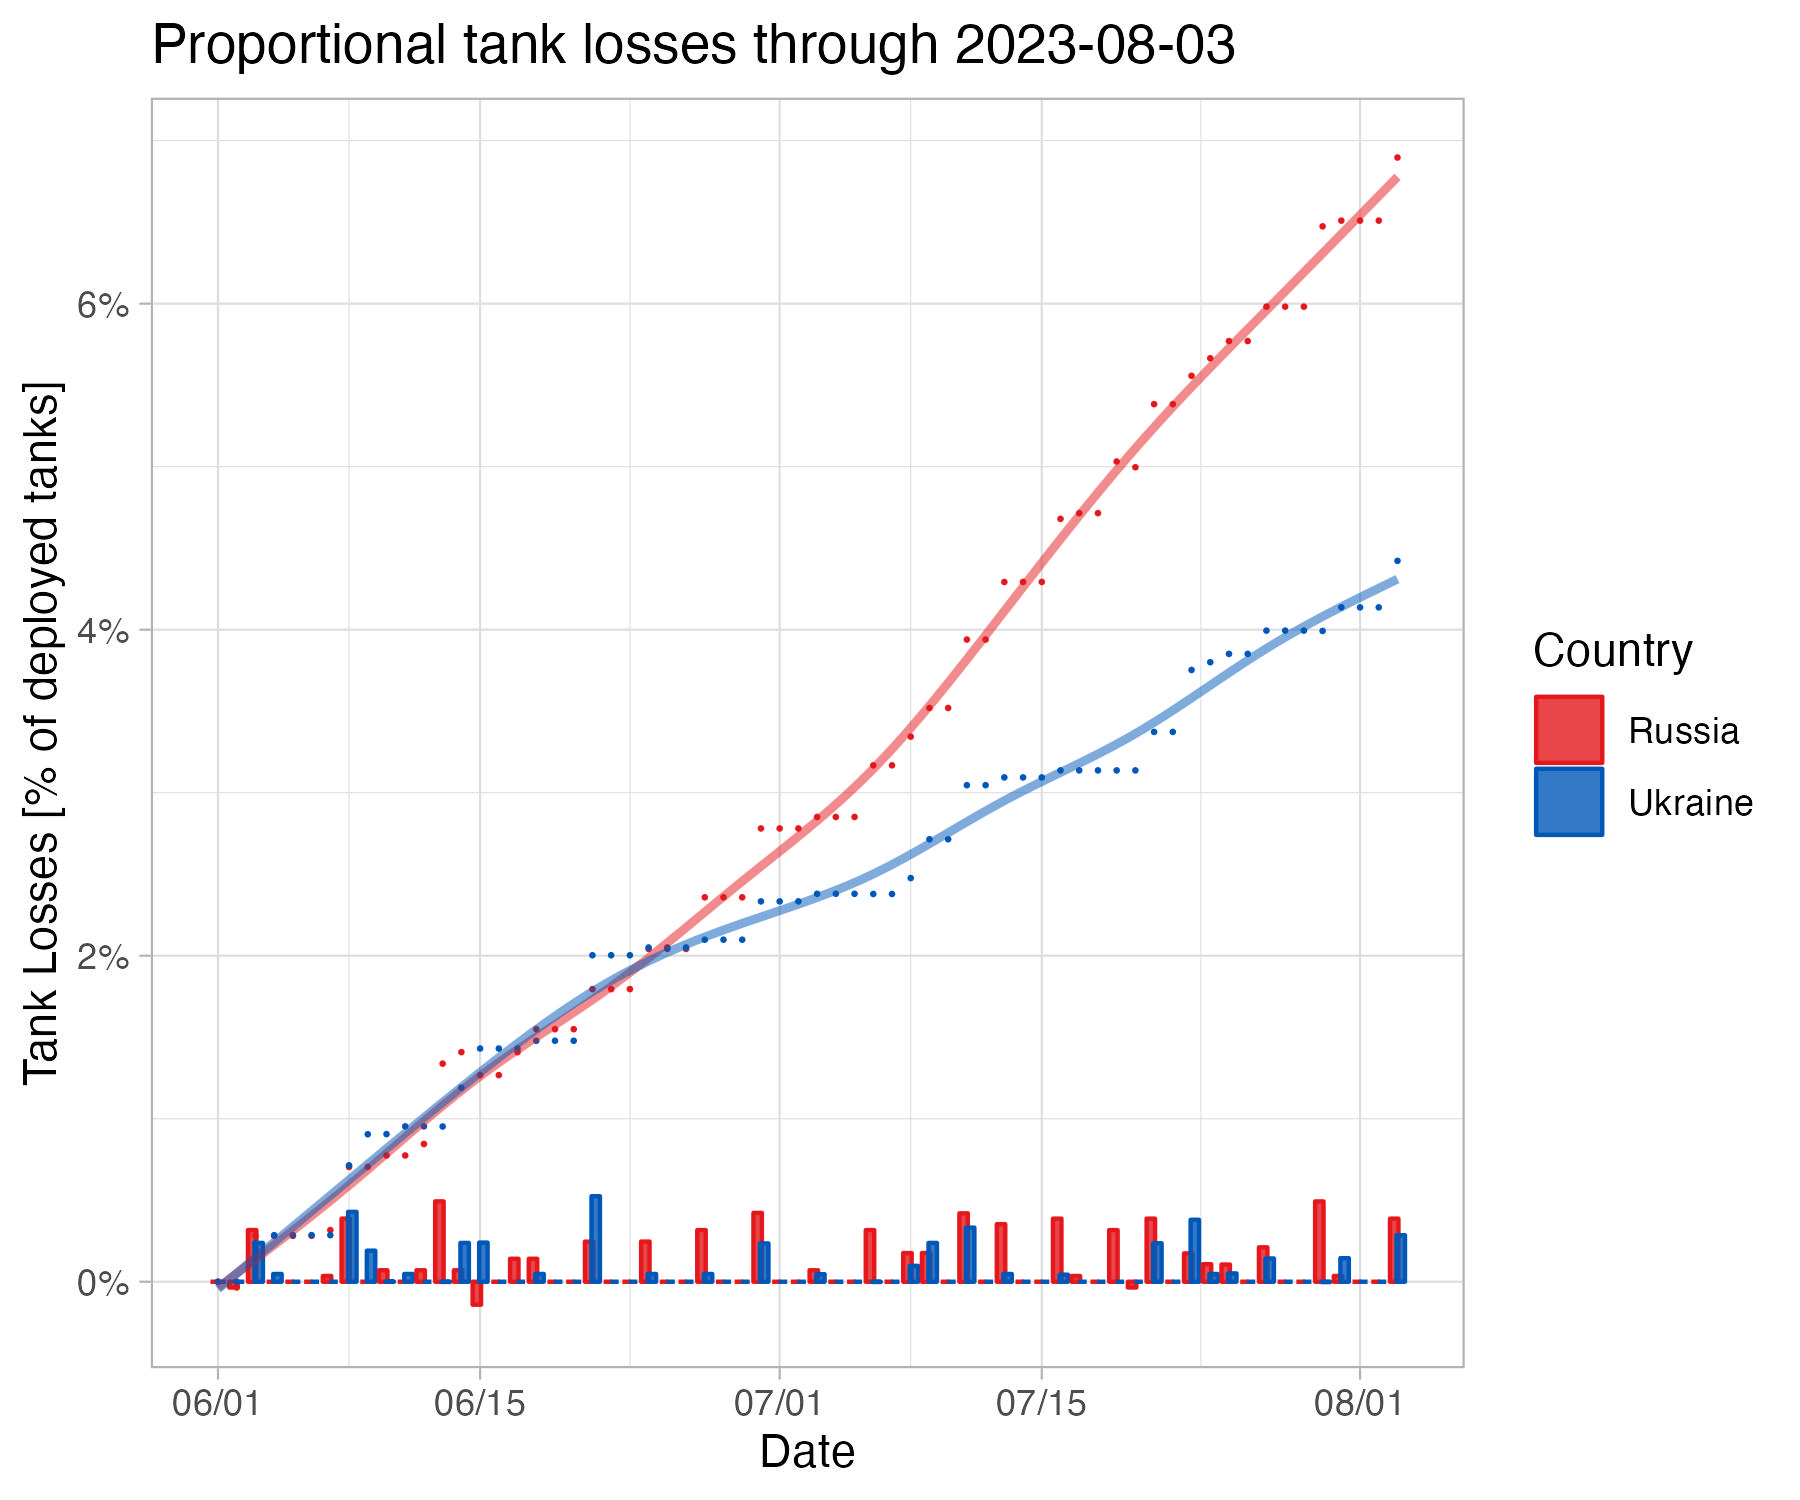 Proportional tank losses through 2023-08-03
Tank Losses [% of deployed tanks]
6%
4%
2%
0%
06/01
06/15
07/01
07/15
08/01
Date
Country
Russia
Ukraine